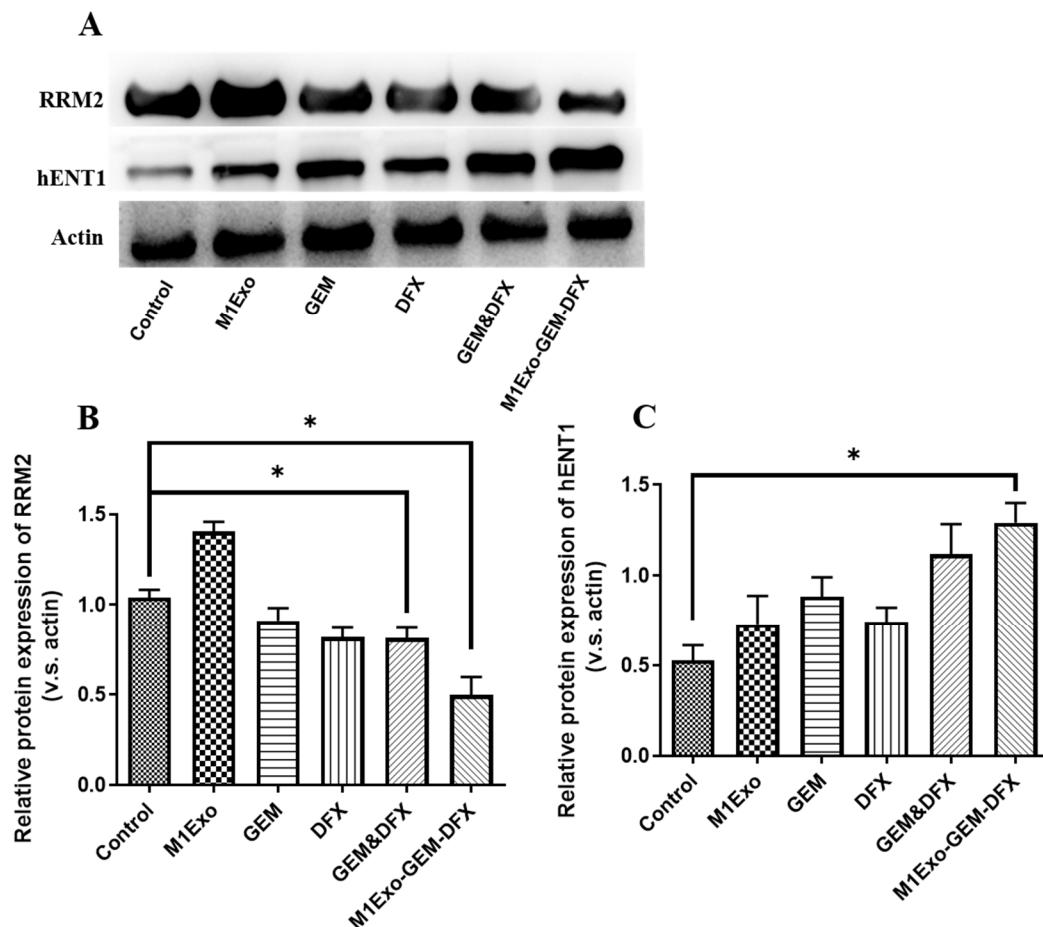 A
RRM2
hENT1
Actin
Control
M1Exo
GEM
DFX
GEM&DFX
M1Exo-GEM-DFX
B
*
*
Relative protein expression of RRM2
(v.s. actin)
1.5
1.0
0.5
0.0
Control
M1Exo
GEM
DFX
GEM&DFX
M1Exo-GEM-DFX
C
*
Relative protein expression of hENT1
(v.s. actin)
1.5
1.0
0.5
0.0
Control
M1Exo
GEM
DFX
GEM&DFX
M1Exo-GEM-DFX